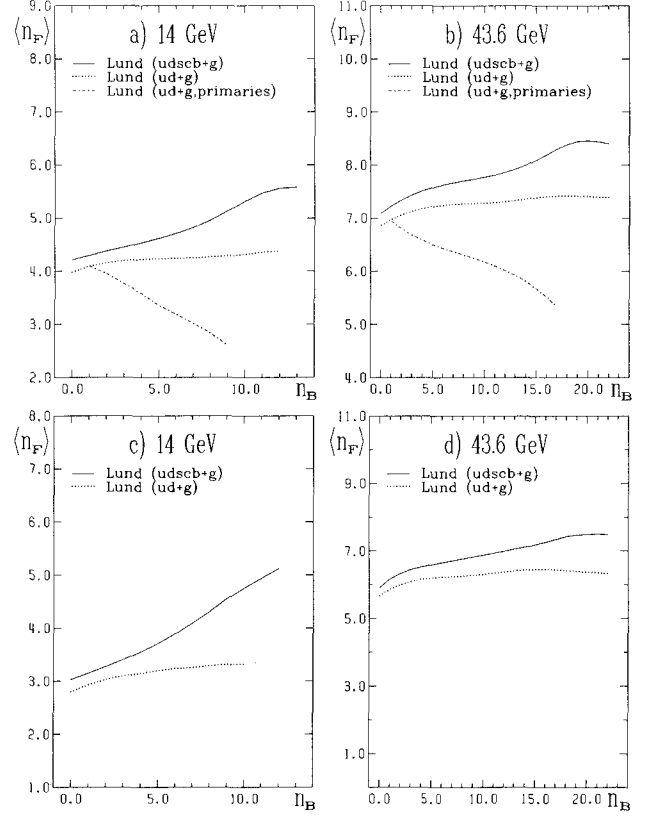 ⟨n_F⟩ a) 14 GeV
Lund (udscb+g)
Lund (ud+g)
Lund (ud+g,primaries)
9.0
8.0
7.0
6.0
5.0
4.0
3.0
2.0
0.0 5.0 10.0 n_B
⟨n_F⟩ b) 43.6 GeV
Lund (udscb+g)
Lund (ud+g)
Lund (ud+g,primaries)
11.0
10.0
9.0
8.0
7.0
6.0
5.0
4.0
0.0 5.0 10.0 15.0 20.0 n_B
⟨n_F⟩ c) 14 GeV
Lund (udscb+g)
Lund (ud+g)
8.0
7.0
6.0
5.0
4.0
3.0
2.0
1.0
0.0 5.0 10.0 n_B
⟨n_F⟩ d) 43.6 GeV
Lund (udscb+g)
Lund (ud+g)
11.0
9.0
7.0
5.0
3.0
1.0
0.0 5.0 10.0 15.0 20.0 n_B